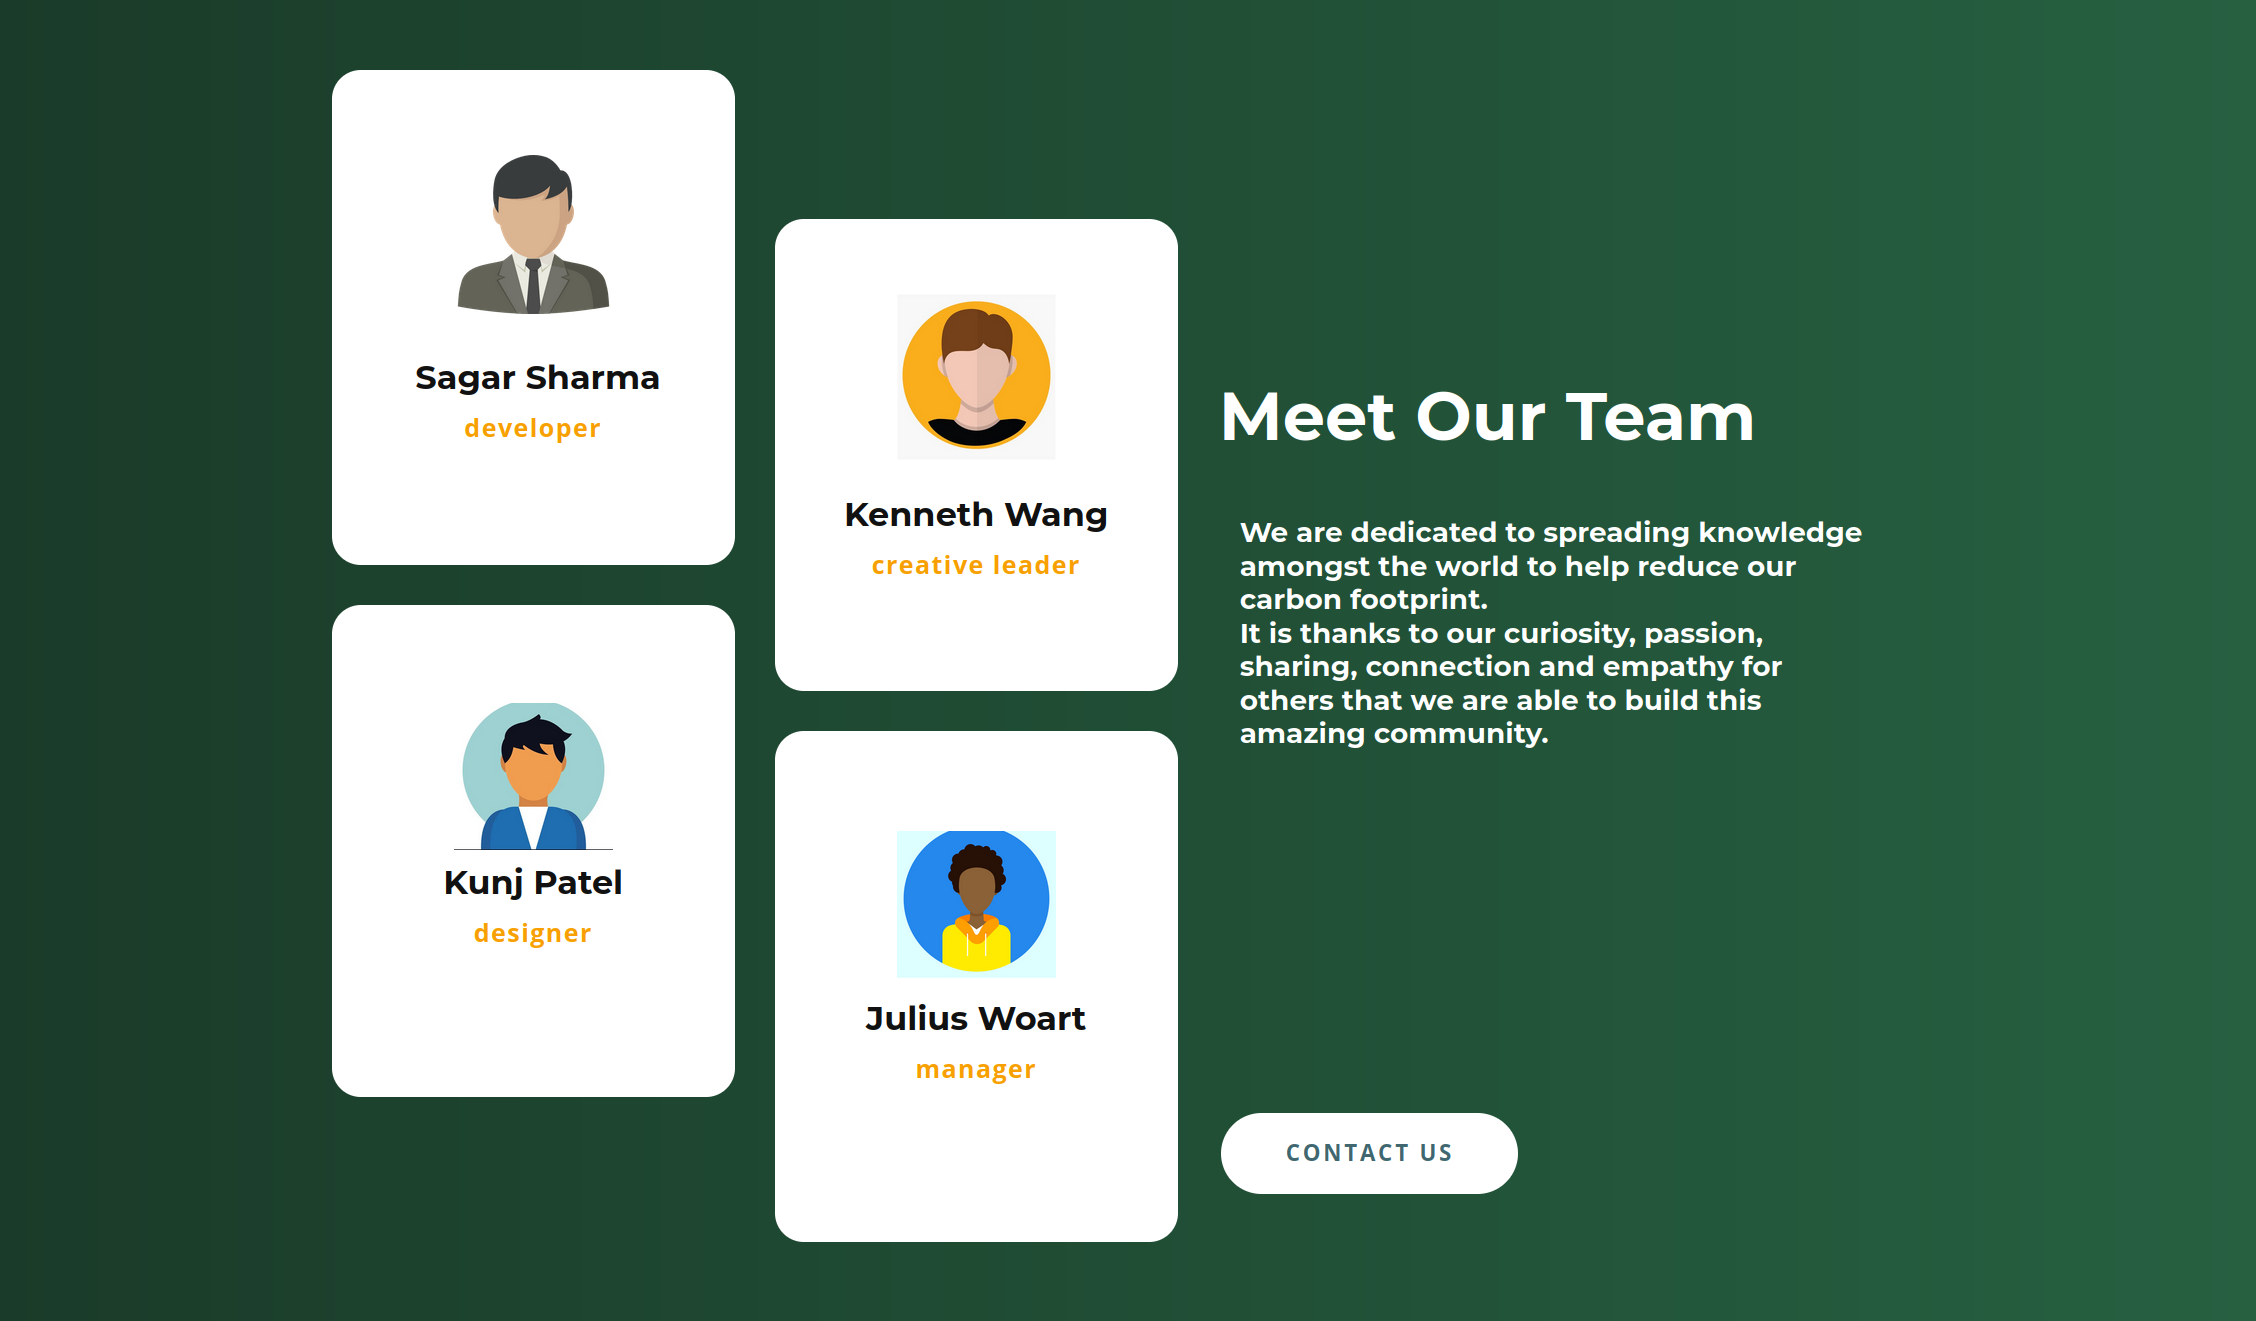 Sagar Sharma
developer
Kunj Patel
designer
Kenneth Wang
creative leader
Julius Woart
manager
Meet Our Team
We are dedicated to spreading knowledge
amongst the world to help reduce our
carbon footprint.
It is thanks to our curiosity, passion,
sharing, connection and empathy for
others that we are able to build this
amazing community.
CONTACT US